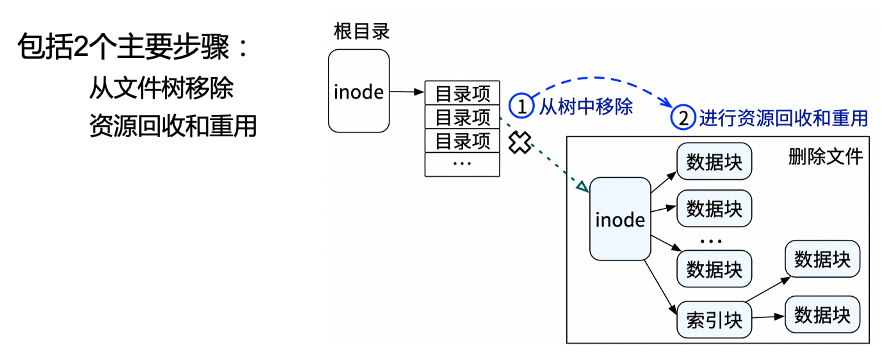 包括2个主要步骤：
从文件树移除
资源回收和重用
根目录
inode
目录项
目录项
目录项
...
① 从树中移除
② 进行资源回收和重用
删除文件
inode
数据块
数据块
...
数据块
索引块
数据块
数据块